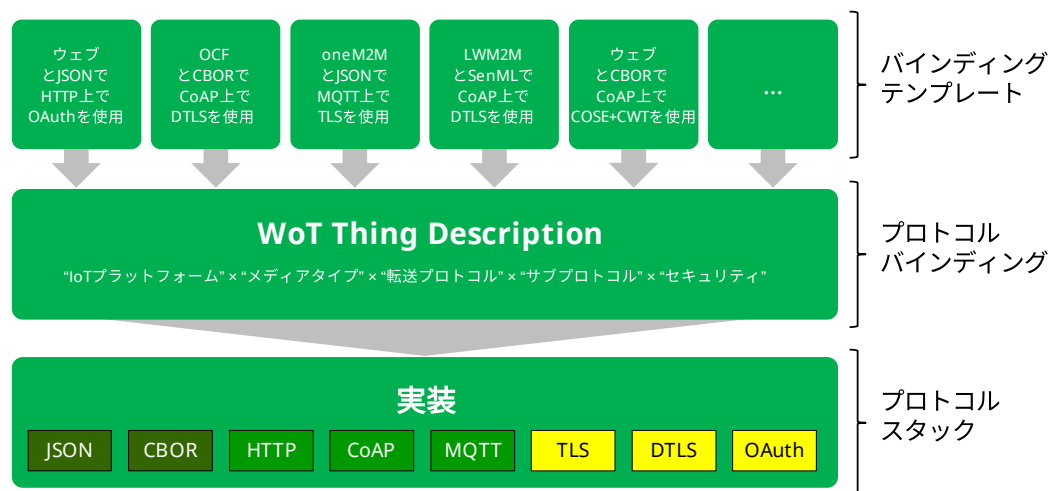 ウェブ
とJSONで
HTTP上で
OAuthを使用
OCF
とCBORで
CoAP上で
DTLSを使用
oneM2M
とJSONで
MQTT上で
TLSを使用
LWM2M
とSenMLで
CoAP上で
DTLSを使用
ウェブ
とCBORで
CoAP上で
COSE+CWTを使用
...
バインディング
テンプレート
WoT Thing Description
“IoTプラットフォーム” × “メディアタイプ” × “転送プロトコル” × “サブプロトコル” × “セキュリティ”
プロトコル
バインディング
実装
JSON
CBOR
HTTP
CoAP
MQTT
TLS
DTLS
OAuth
プロトコル
スタック